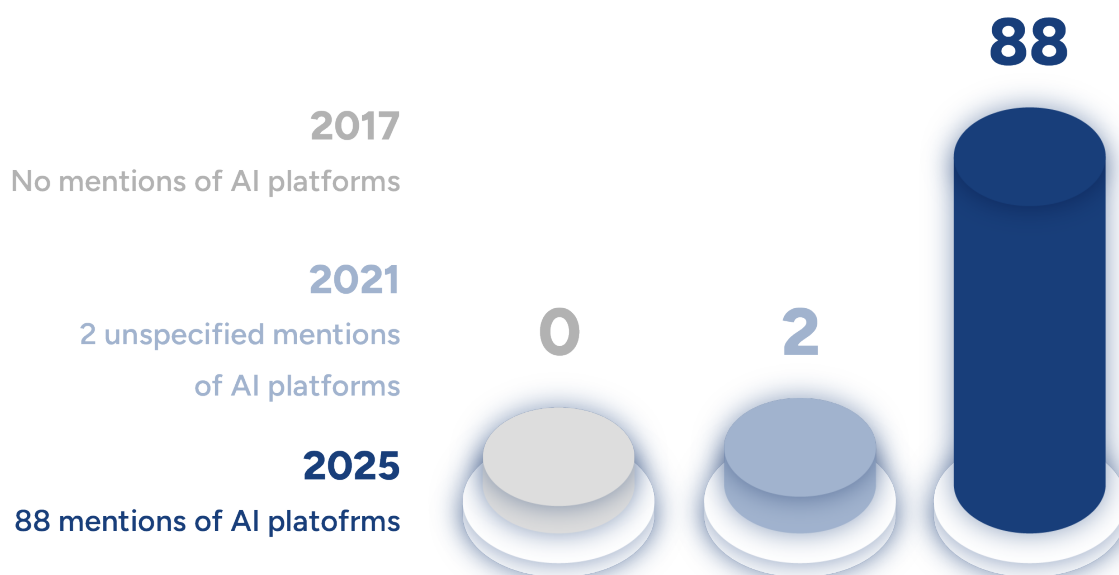 2017
No mentions of AI platforms
2021
2 unspecified mentions
of AI platforms
2025
88 mentions of AI platofrms
0
2
88